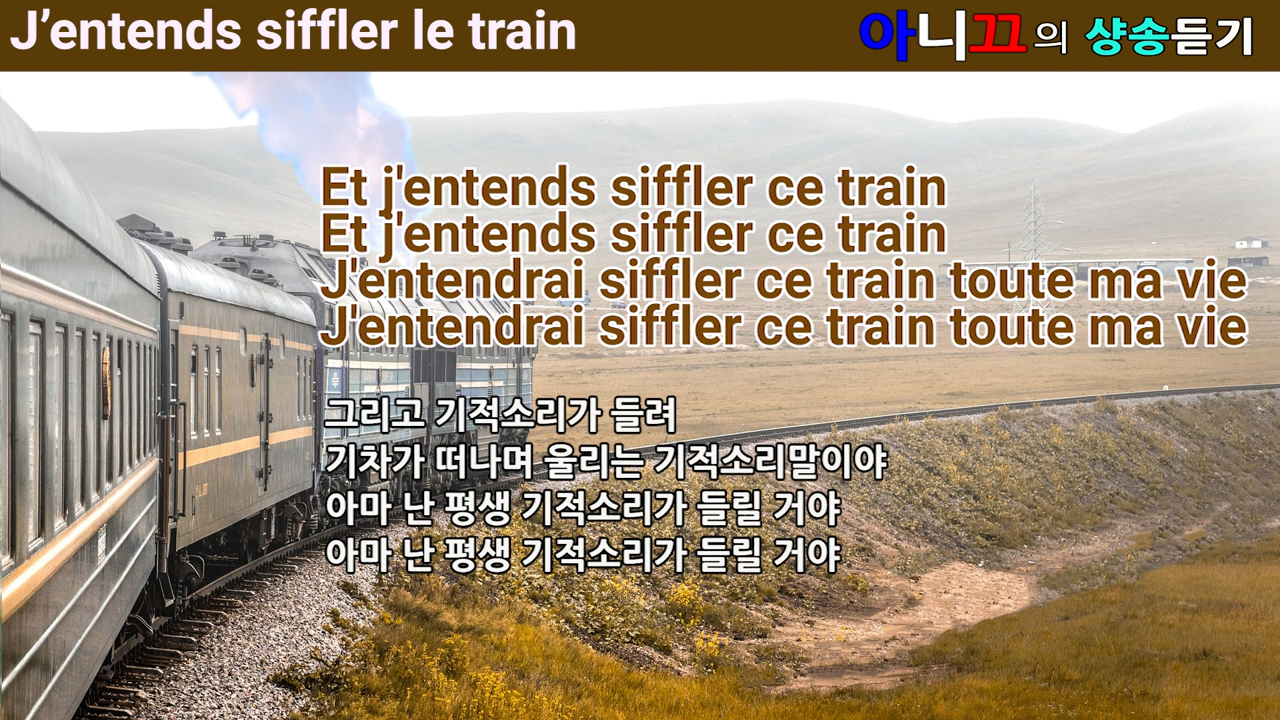 J’entends siffler le train
아니끄의 샹송듣기
Et j'entends siffler ce train
Et j'entends siffler ce train
J'entendrai siffler ce train toute ma vie
J'entendrai siffler ce train toute ma vie
그리고 기적소리가 들려
기차가 떠나며 울리는 기적소리말이야
아마 난 평생 기적소리가 들릴 거야
아마 난 평생 기적소리가 들릴 거야